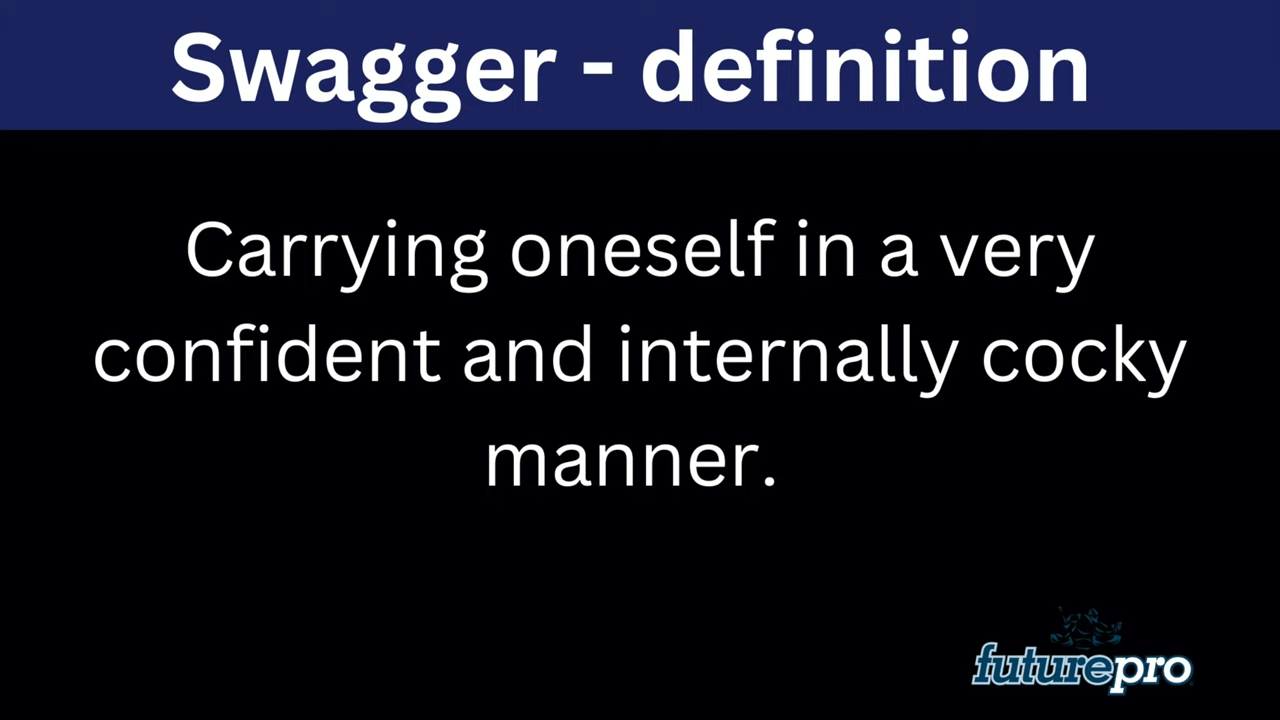 Swagger - definition
Carrying oneself in a very
confident and internally cocky
manner.
futurepro